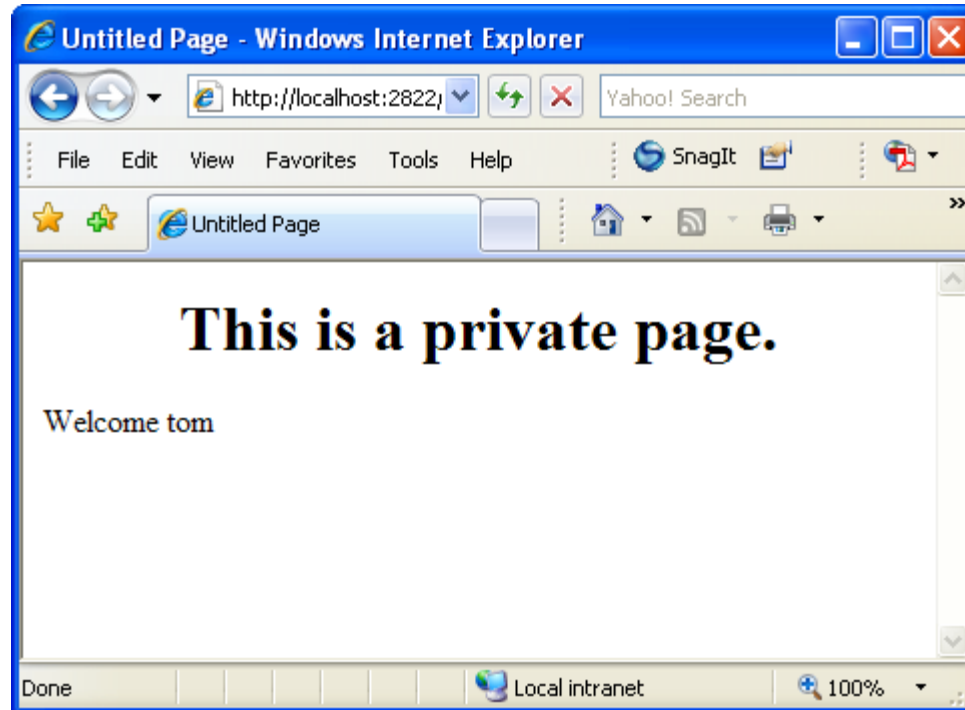 Untitled Page - Windows Internet Explorer
http://localhost:2822/ Yahoo! Search
File Edit View Favorites Tools Help SnagIt
Untitled Page »
This is a private page.
Welcome tom
Done Local intranet 100%